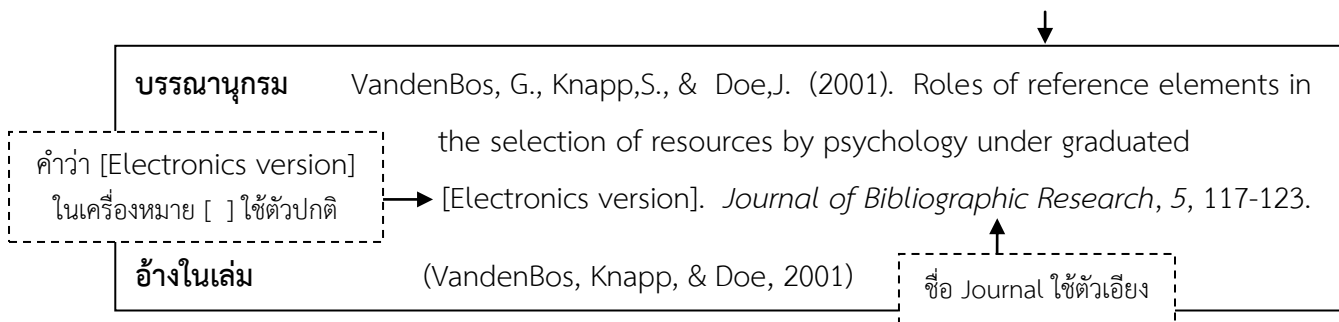 บรรณานุกรม VandenBos, G., Knapp,S., & Doe,J. (2001). Roles of reference elements in
the selection of resources by psychology under graduated
คำว่า [Electronics version]
ในเครื่องหมาย [ ] ใช้ตัวปกติ
[Electronics version]. Journal of Bibliographic Research, 5, 117-123.
อ้างในเล่ม (VandenBos, Knapp, & Doe, 2001)
ชื่อ Journal ใช้ตัวเอียง